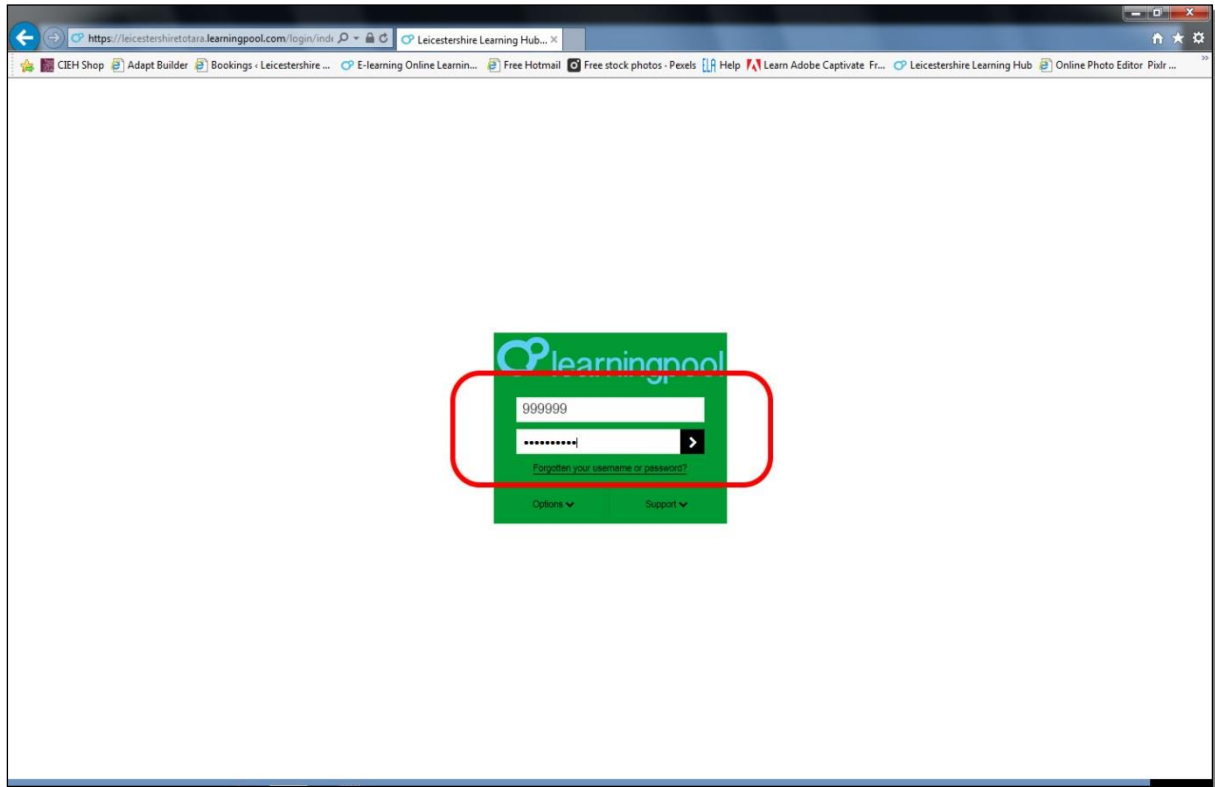 https://leicestershiretotara.learningpool.com/login/ind Leicestershire Learning Hub...
CIEH Shop Adapt Builder Bookings ‹ Leicestershire ... E-learning Online Learnin... Free Hotmail Free stock photos · Pexels Help Learn Adobe Captivate Fr... Leicestershire Learning Hub Online Photo Editor Pixlr ...
learningpool
999999
••••••••••
Forgotten your username or password?
Options Support